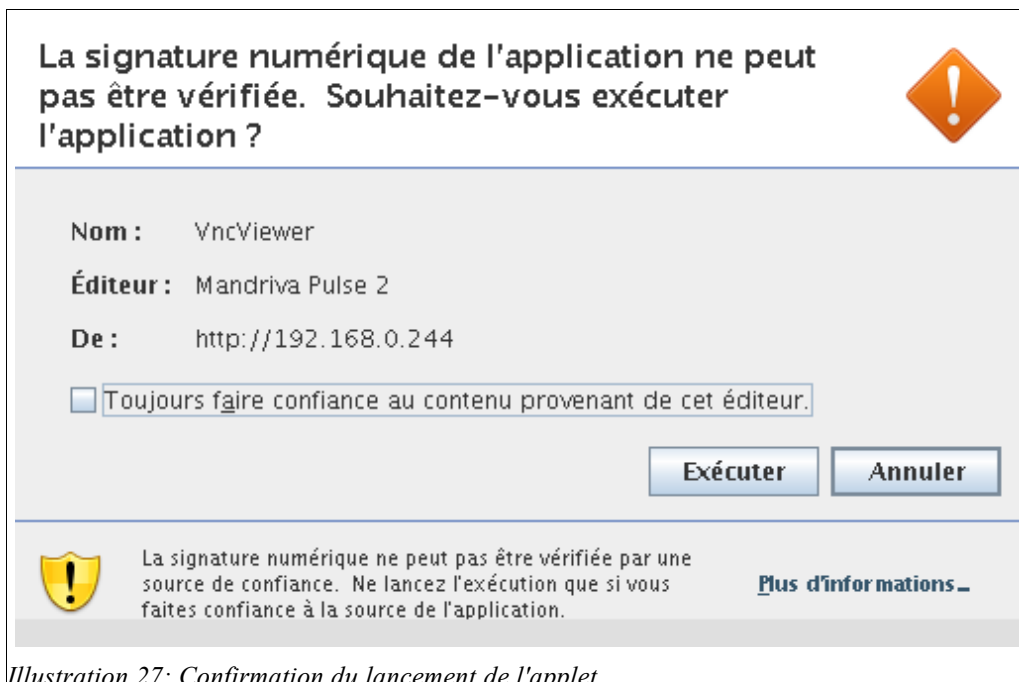 La signature numérique de l'application ne peut
pas être vérifiée. Souhaitez-vous exécuter
l'application ?
Nom : VncViewer
Éditeur : Mandriva Pulse 2
De : http://192.168.0.244
Toujours faire confiance au contenu provenant de cet éditeur.
Exécuter Annuler
La signature numérique ne peut pas être vérifiée par une
source de confiance. Ne lancez l'exécution que si vous
faites confiance à la source de l'application.
Plus d'informations...
Illustration 27: Confirmation du lancement de l'applet